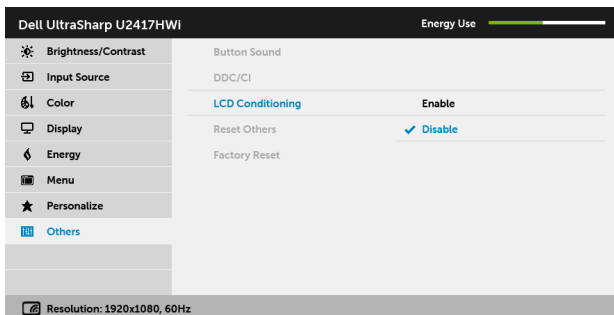 Dell UltraSharp U2417HWi
Energy Use
Brightness/Contrast
Button Sound
Input Source
DDC/CI
Color
LCD Conditioning
Enable
Display
Reset Others
Disable
Energy
Factory Reset
Menu
Personalize
Others
Resolution: 1920x1080, 60Hz